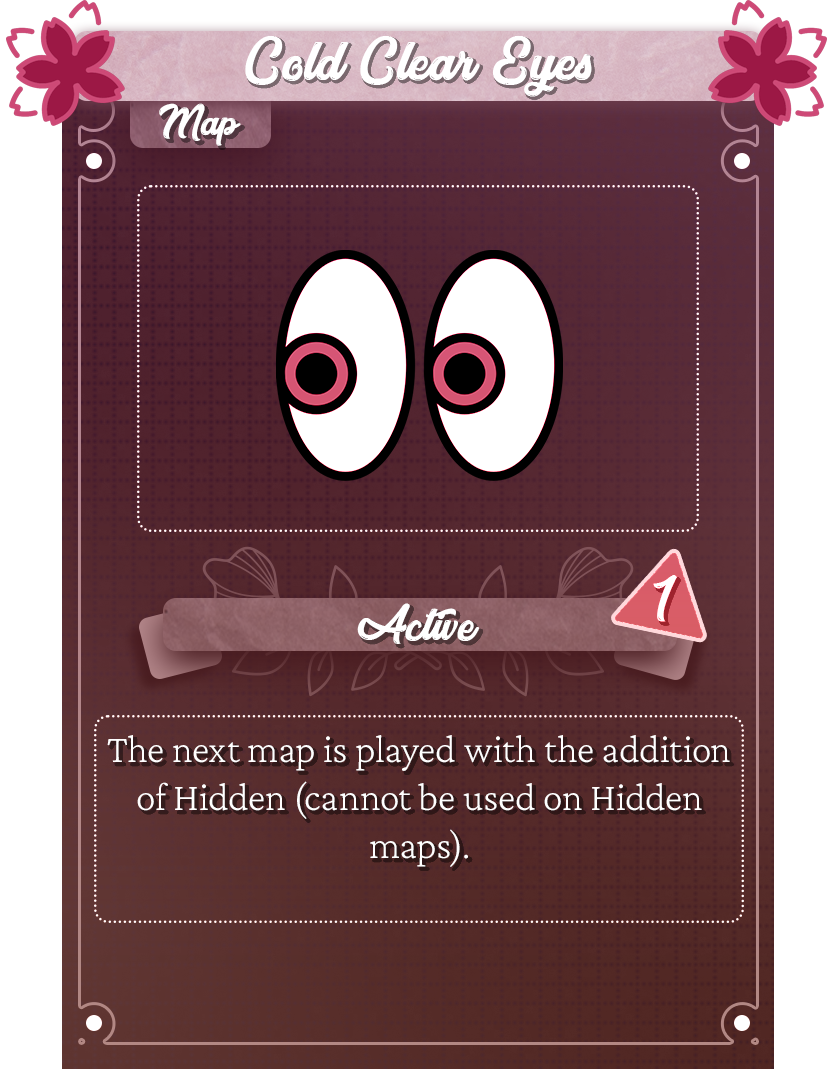 Cold Clear Eyes
Map
Active
1
The next map is played with the addition
of Hidden (cannot be used on Hidden
maps).